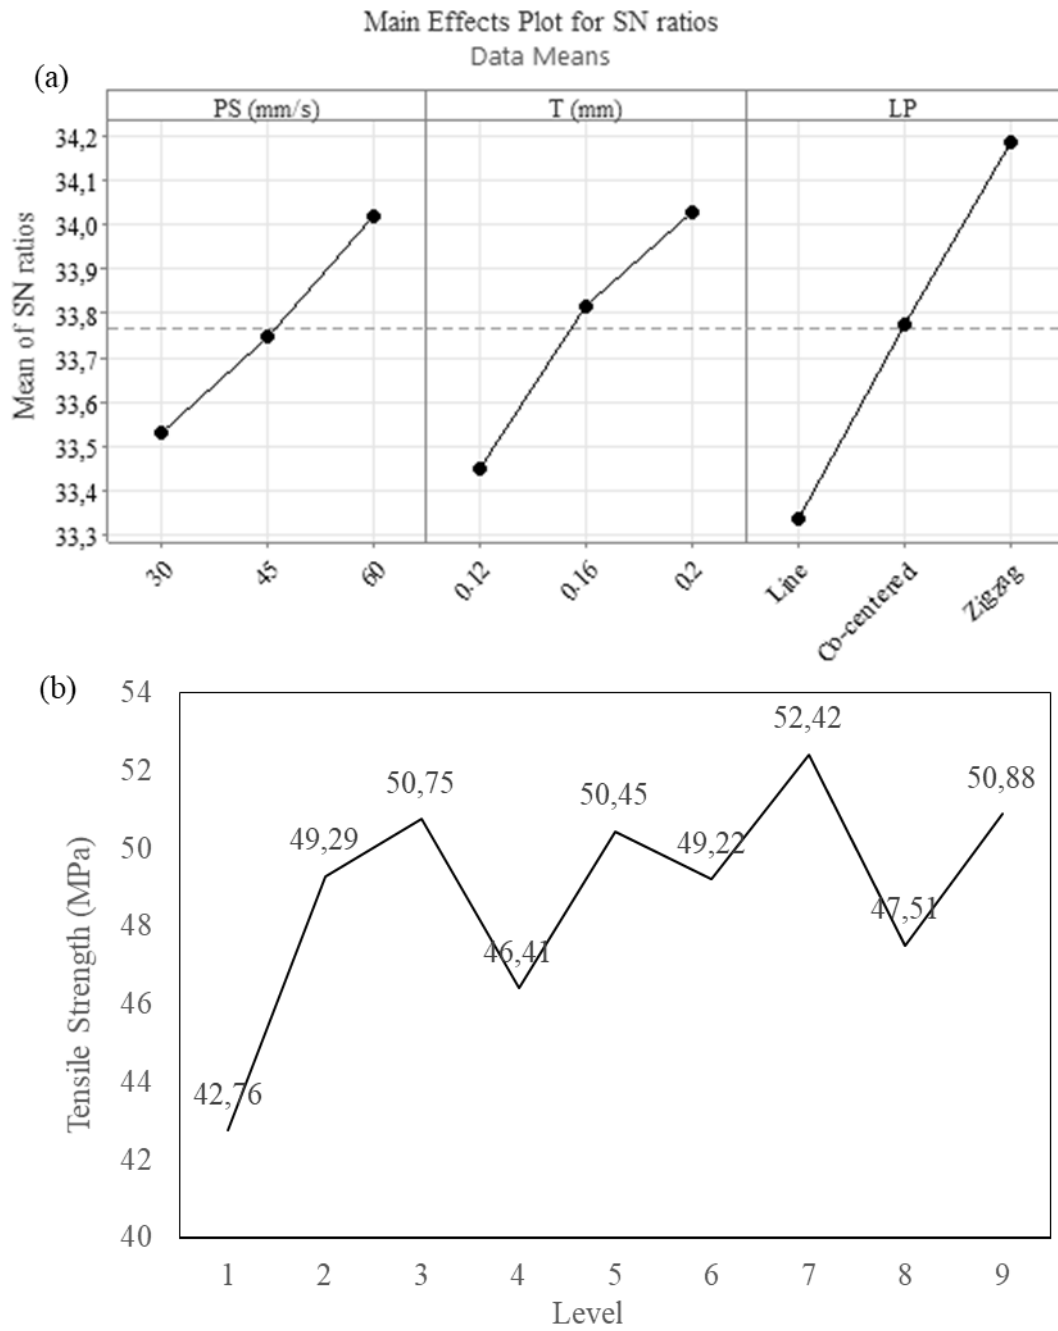 Main Effects Plot for SN ratios
Data Means
(a)
PS (mm/s) T (mm) LP
Mean of SN ratios
34,2
34,1
34,0
33,9
33,8
33,7
33,6
33,5
33,4
33,3
30 45 60 0.12 0.16 0.2 Line Co-centered Zigzag
(b)
Tensile Strength (MPa)
54
52
50
48
46
44
42
40
42,76
49,29
50,75
46,41
50,45
49,22
52,42
47,51
50,88
1 2 3 4 5 6 7 8 9
Level